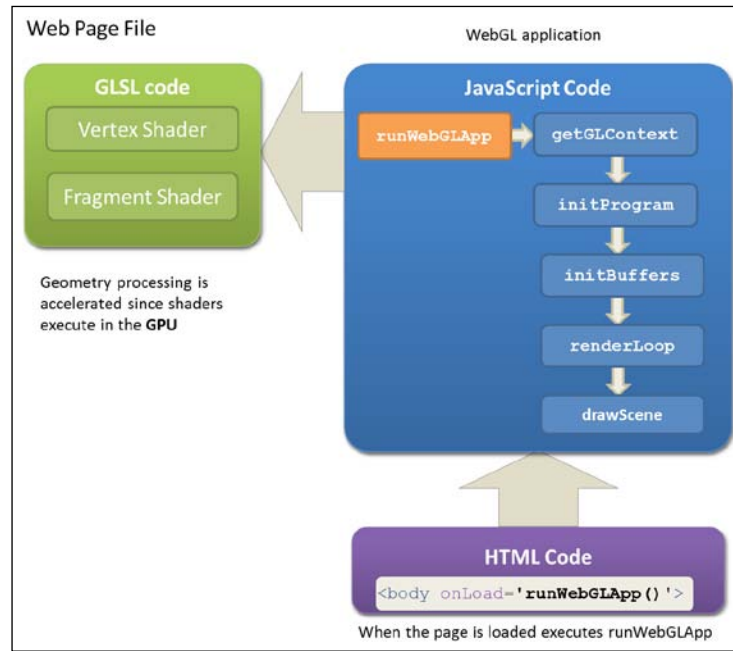 Web Page File
WebGL application
GLSL code
Vertex Shader
Fragment Shader
Geometry processing is
accelerated since shaders
execute in the GPU
JavaScript Code
runWebGLApp
getGLContext
initProgram
initBuffers
renderLoop
drawScene
HTML Code
<body onLoad='runWebGLApp()'>
When the page is loaded executes runWebGLApp